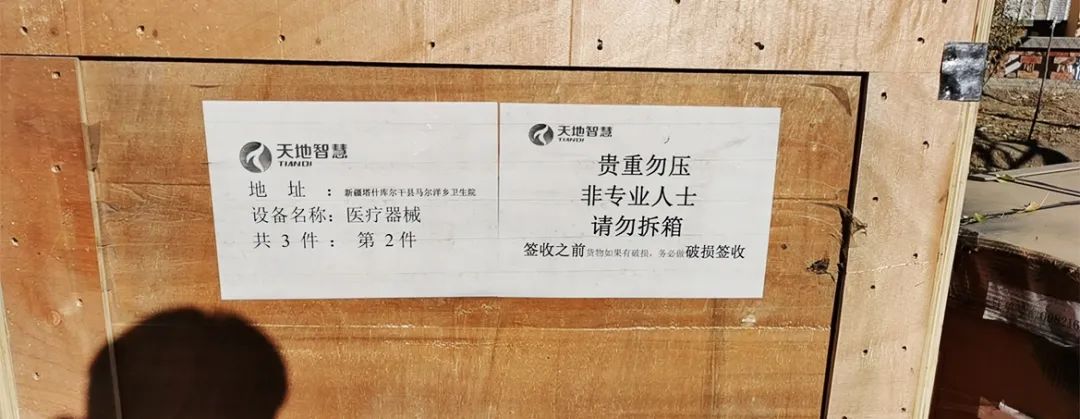 天地智慧
TIANDI
地 址 : 新疆塔什库尔干县马尔洋乡卫生院
设备名称: 医疗器械
共 3 件 : 第 2 件
天地智慧
TIANDI
贵重勿压
非专业人士
请勿拆箱
签收之前货物如果有破损,务必做破损签收